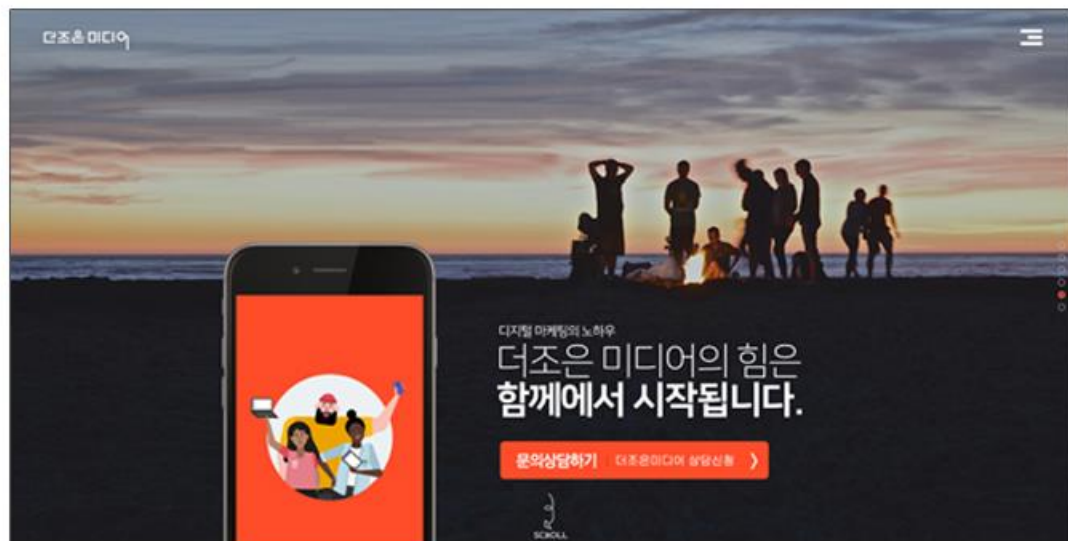 더조은 미디어
디지털 마케팅의 노하우
더조은 미디어의 힘은
함께에서 시작됩니다.
문의상담하기 더조은미디어 상담신청 〉
SCROLL